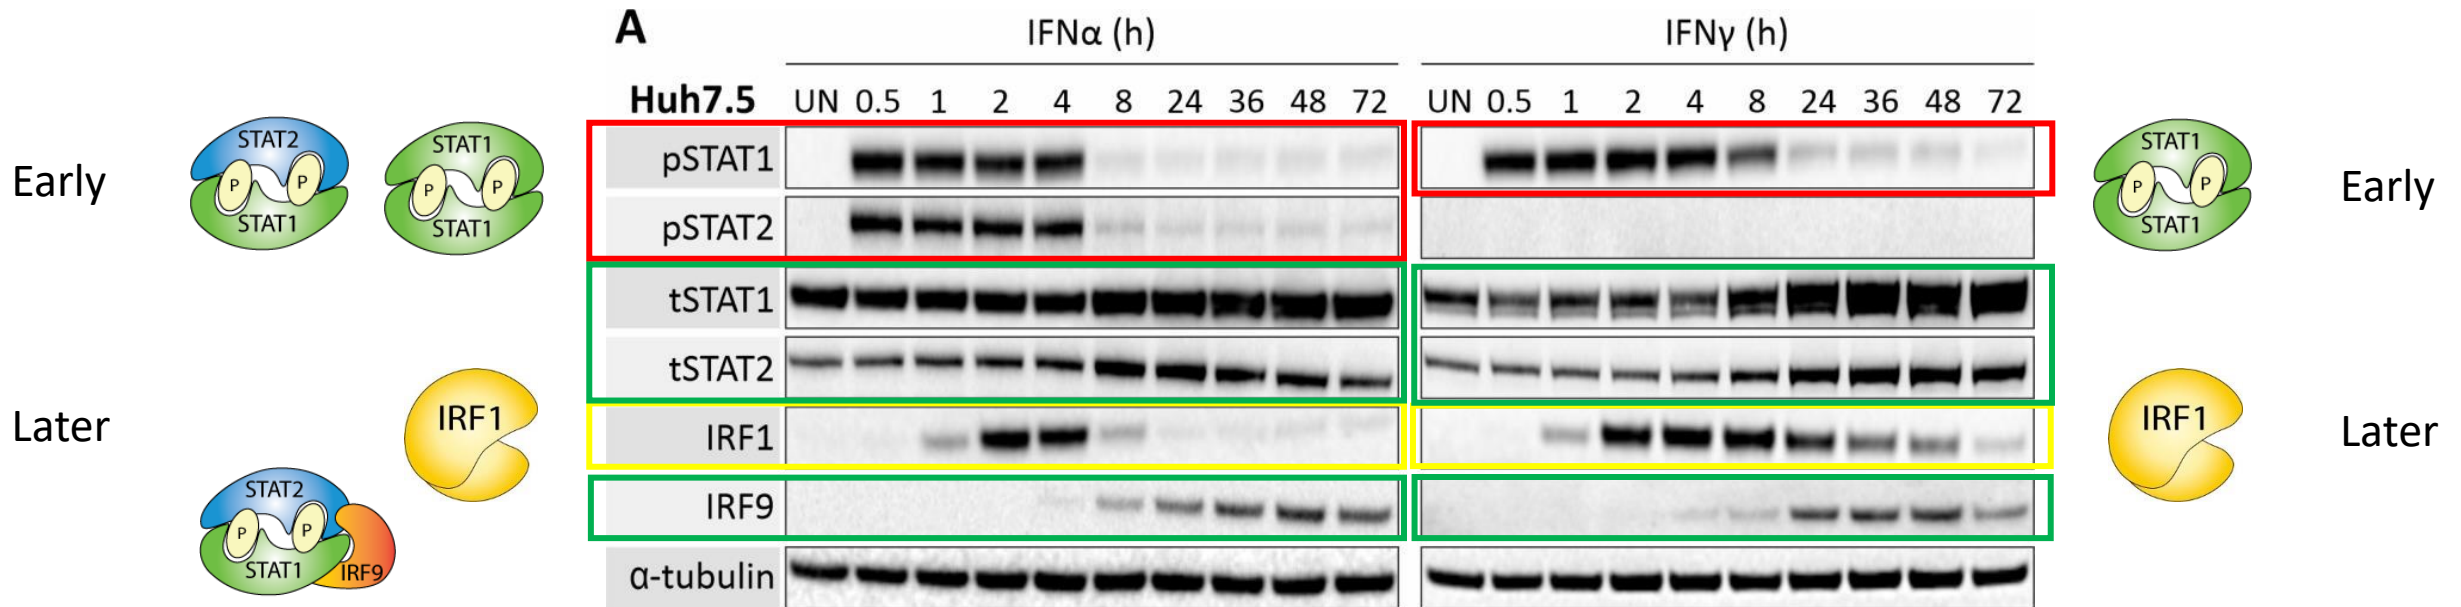 A
IFNα (h)
IFNγ (h)
Huh7.5
UN 0.5 1 2 4 8 24 36 48 72
UN 0.5 1 2 4 8 24 36 48 72
Early
STAT2
P P
STAT1
STAT1
P P
STAT1
pSTAT1
pSTAT2
tSTAT1
tSTAT2
IRF1
IRF9
α-tubulin
STAT1
P P
STAT1
Early
Later
IRF1
STAT2
P P
STAT1
IRF9
IRF1
Later